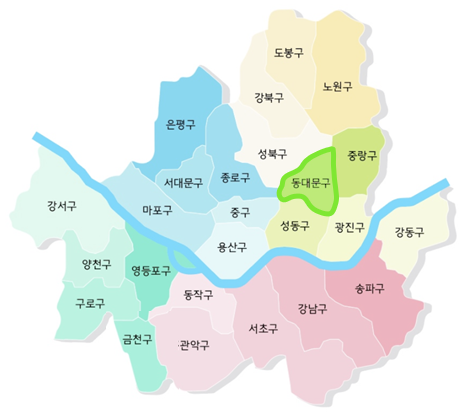 도봉구
노원구
강북구
은평구
성북구
중랑구
종로구
서대문구
동대문구
강서구
마포구
중구
성동구
광진구
강동구
용산구
양천구
영등포구
동작구
송파구
구로구
강남구
서초구
금천구
관악구